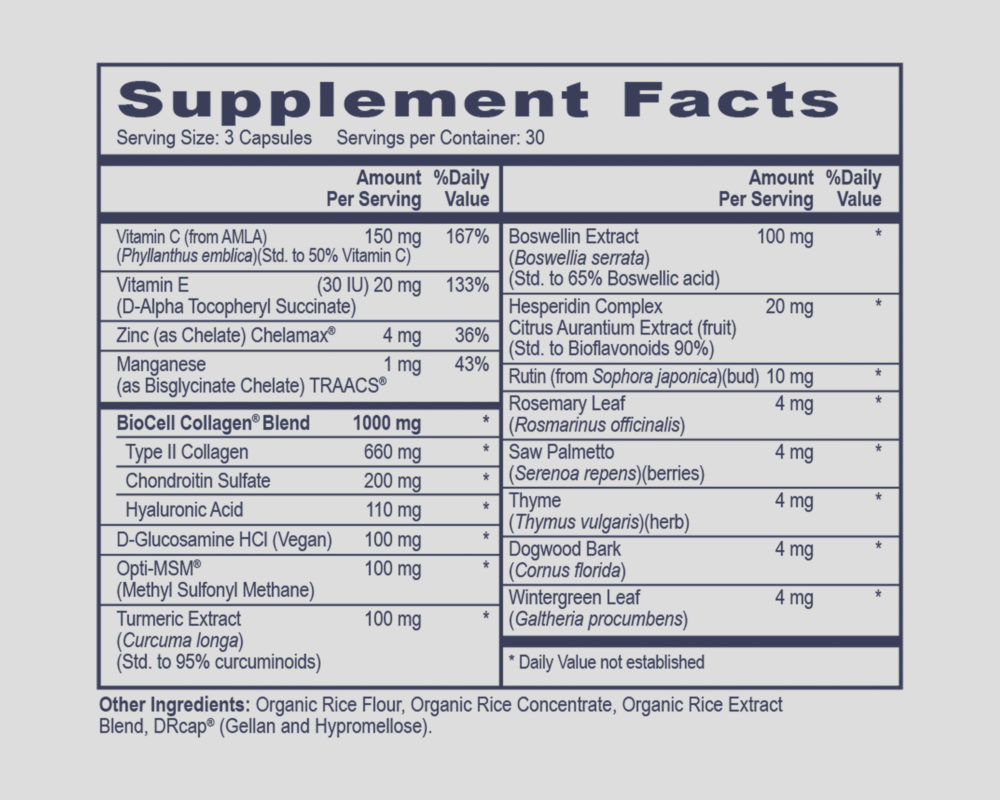 Supplement Facts
Serving Size: 3 Capsules Servings per Container: 30
Amount %Daily
Per Serving Value
Vitamin C (from AMLA) 150 mg 167%
(Phyllanthus emblica)(Std. to 50% Vitamin C)
Vitamin E (30 IU) 20 mg 133%
(D-Alpha Tocopheryl Succinate)
Zinc (as Chelate) Chelamax® 4 mg 36%
Manganese 1 mg 43%
(as Bisglycinate Chelate) TRAACS®
BioCell Collagen® Blend 1000 mg *
Type II Collagen 660 mg *
Chondroitin Sulfate 200 mg *
Hyaluronic Acid 110 mg *
D-Glucosamine HCl (Vegan) 100 mg *
Opti-MSM® 100 mg *
(Methyl Sulfonyl Methane)
Turmeric Extract 100 mg *
(Curcuma longa)
(Std. to 95% curcuminoids)
Amount %Daily
Per Serving Value
Boswellin Extract 100 mg *
(Boswellia serrata)
(Std. to 65% Boswellic acid)
Hesperidin Complex 20 mg *
Citrus Aurantium Extract (fruit)
(Std. to Bioflavonoids 90%)
Rutin (from Sophora japonica)(bud) 10 mg *
Rosemary Leaf 4 mg *
(Rosmarinus officinalis)
Saw Palmetto 4 mg *
(Serenoa repens)(berries)
Thyme 4 mg *
(Thymus vulgaris)(herb)
Dogwood Bark 4 mg *
(Cornus florida)
Wintergreen Leaf 4 mg *
(Galtheria procumbens)
* Daily Value not established
Other Ingredients: Organic Rice Flour, Organic Rice Concentrate, Organic Rice Extract
Blend, DRcap® (Gellan and Hypromellose).